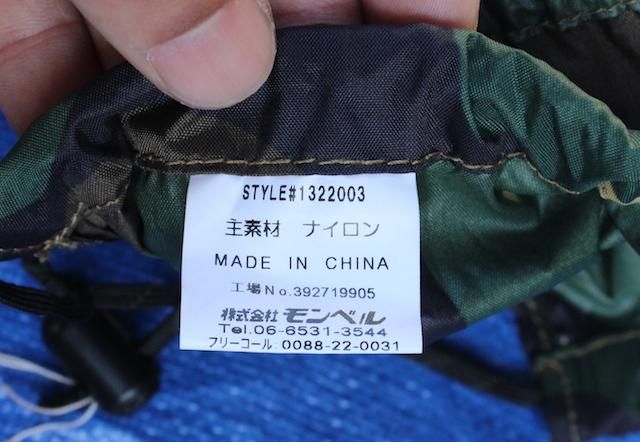 STYLE#1322003
主素材 ナイロン
MADE IN CHINA
工場No.392719905
株式会社 モンベル
Tel.06-6531-3544
フリーコール:0088-22-0031